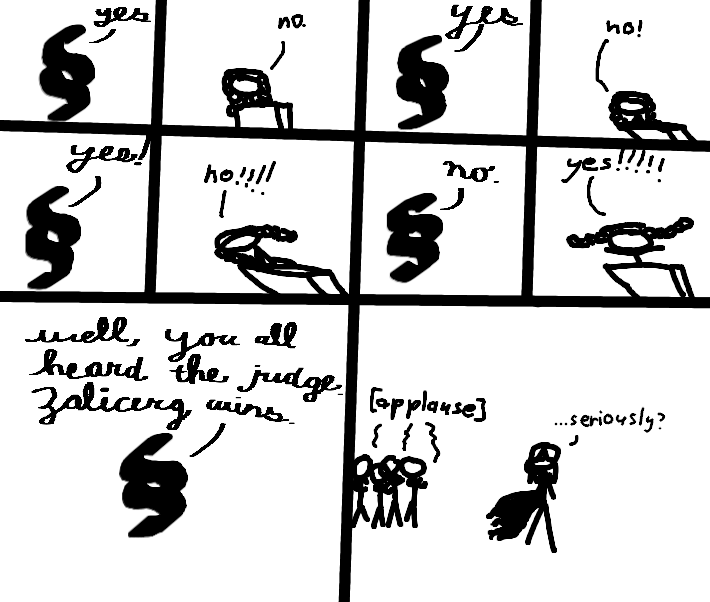 yes
no.
yes
no!
yes!
no!!!!
no.
yes!!!!!
well, you all
heard the judge.
Zalicerg wins.
[applause]
...seriously?